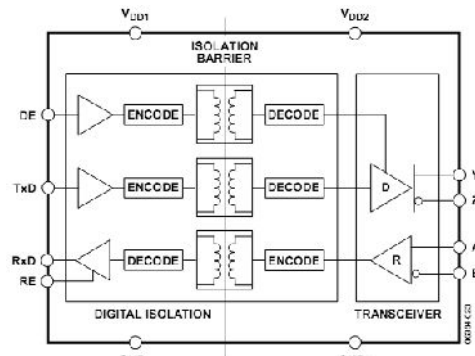 VDD1
VDD2
ISOLATION
BARRIER
DE
ENCODE
DECODE
TxD
ENCODE
DECODE
D
Y
Z
RxD
DECODE
ENCODE
R
A
B
RE
DIGITAL ISOLATION
TRANSCEIVER